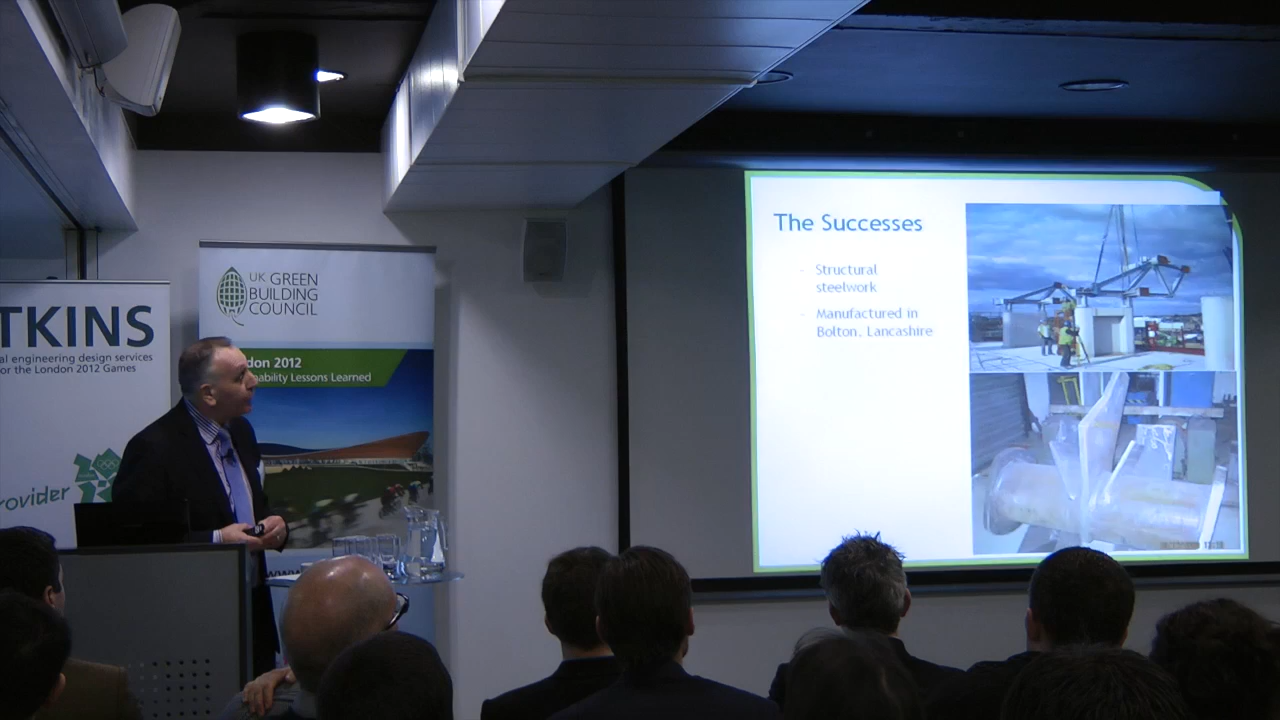 TKINS
al engineering design services
or the London 2012 Games
rovider
UK GREEN
BUILDING
COUNCIL
don 2012
ability Lessons Learned
www
The Successes
- Structural
steelwork
- Manufactured in
Bolton, Lancashire